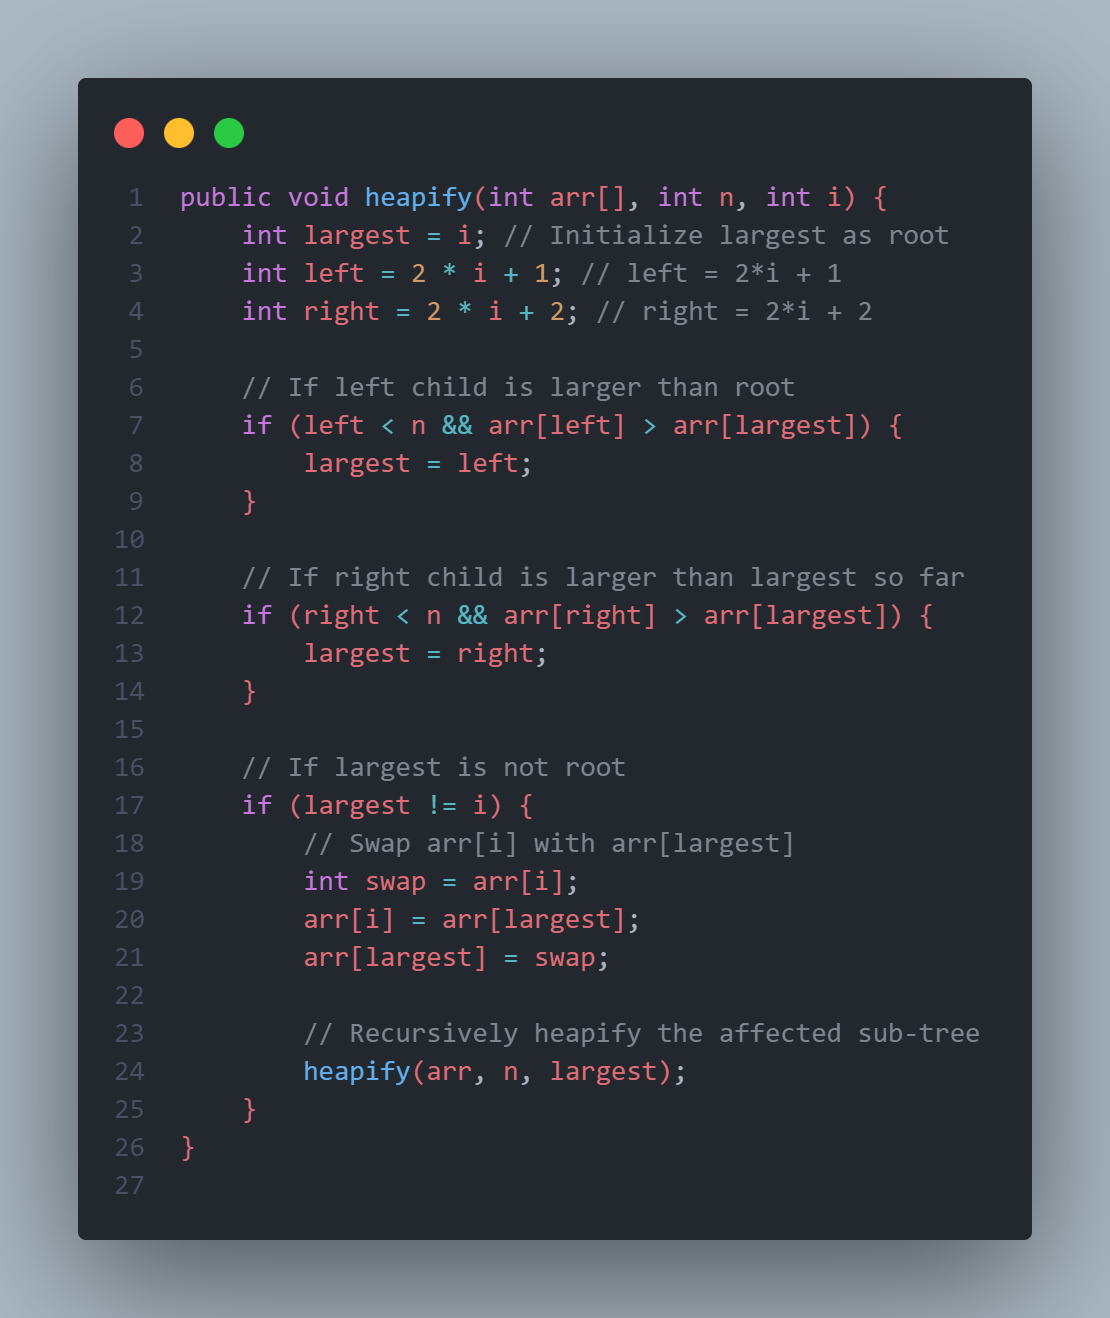 1 public void heapify(int arr[], int n, int i) {
2     int largest = i; // Initialize largest as root
3     int left = 2 * i + 1; // left = 2*i + 1
4     int right = 2 * i + 2; // right = 2*i + 2
5
6     // If left child is larger than root
7     if (left < n && arr[left] > arr[largest]) {
8         largest = left;
9     }
10
11     // If right child is larger than largest so far
12     if (right < n && arr[right] > arr[largest]) {
13         largest = right;
14     }
15
16     // If largest is not root
17     if (largest != i) {
18         // Swap arr[i] with arr[largest]
19         int swap = arr[i];
20         arr[i] = arr[largest];
21         arr[largest] = swap;
22
23         // Recursively heapify the affected sub-tree
24         heapify(arr, n, largest);
25     }
26 }
27